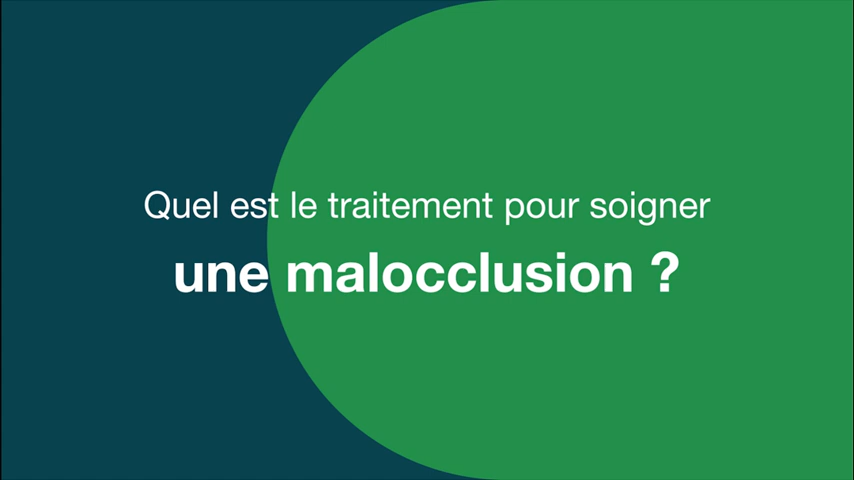 Quel est le traitement pour soigner
une malocclusion ?